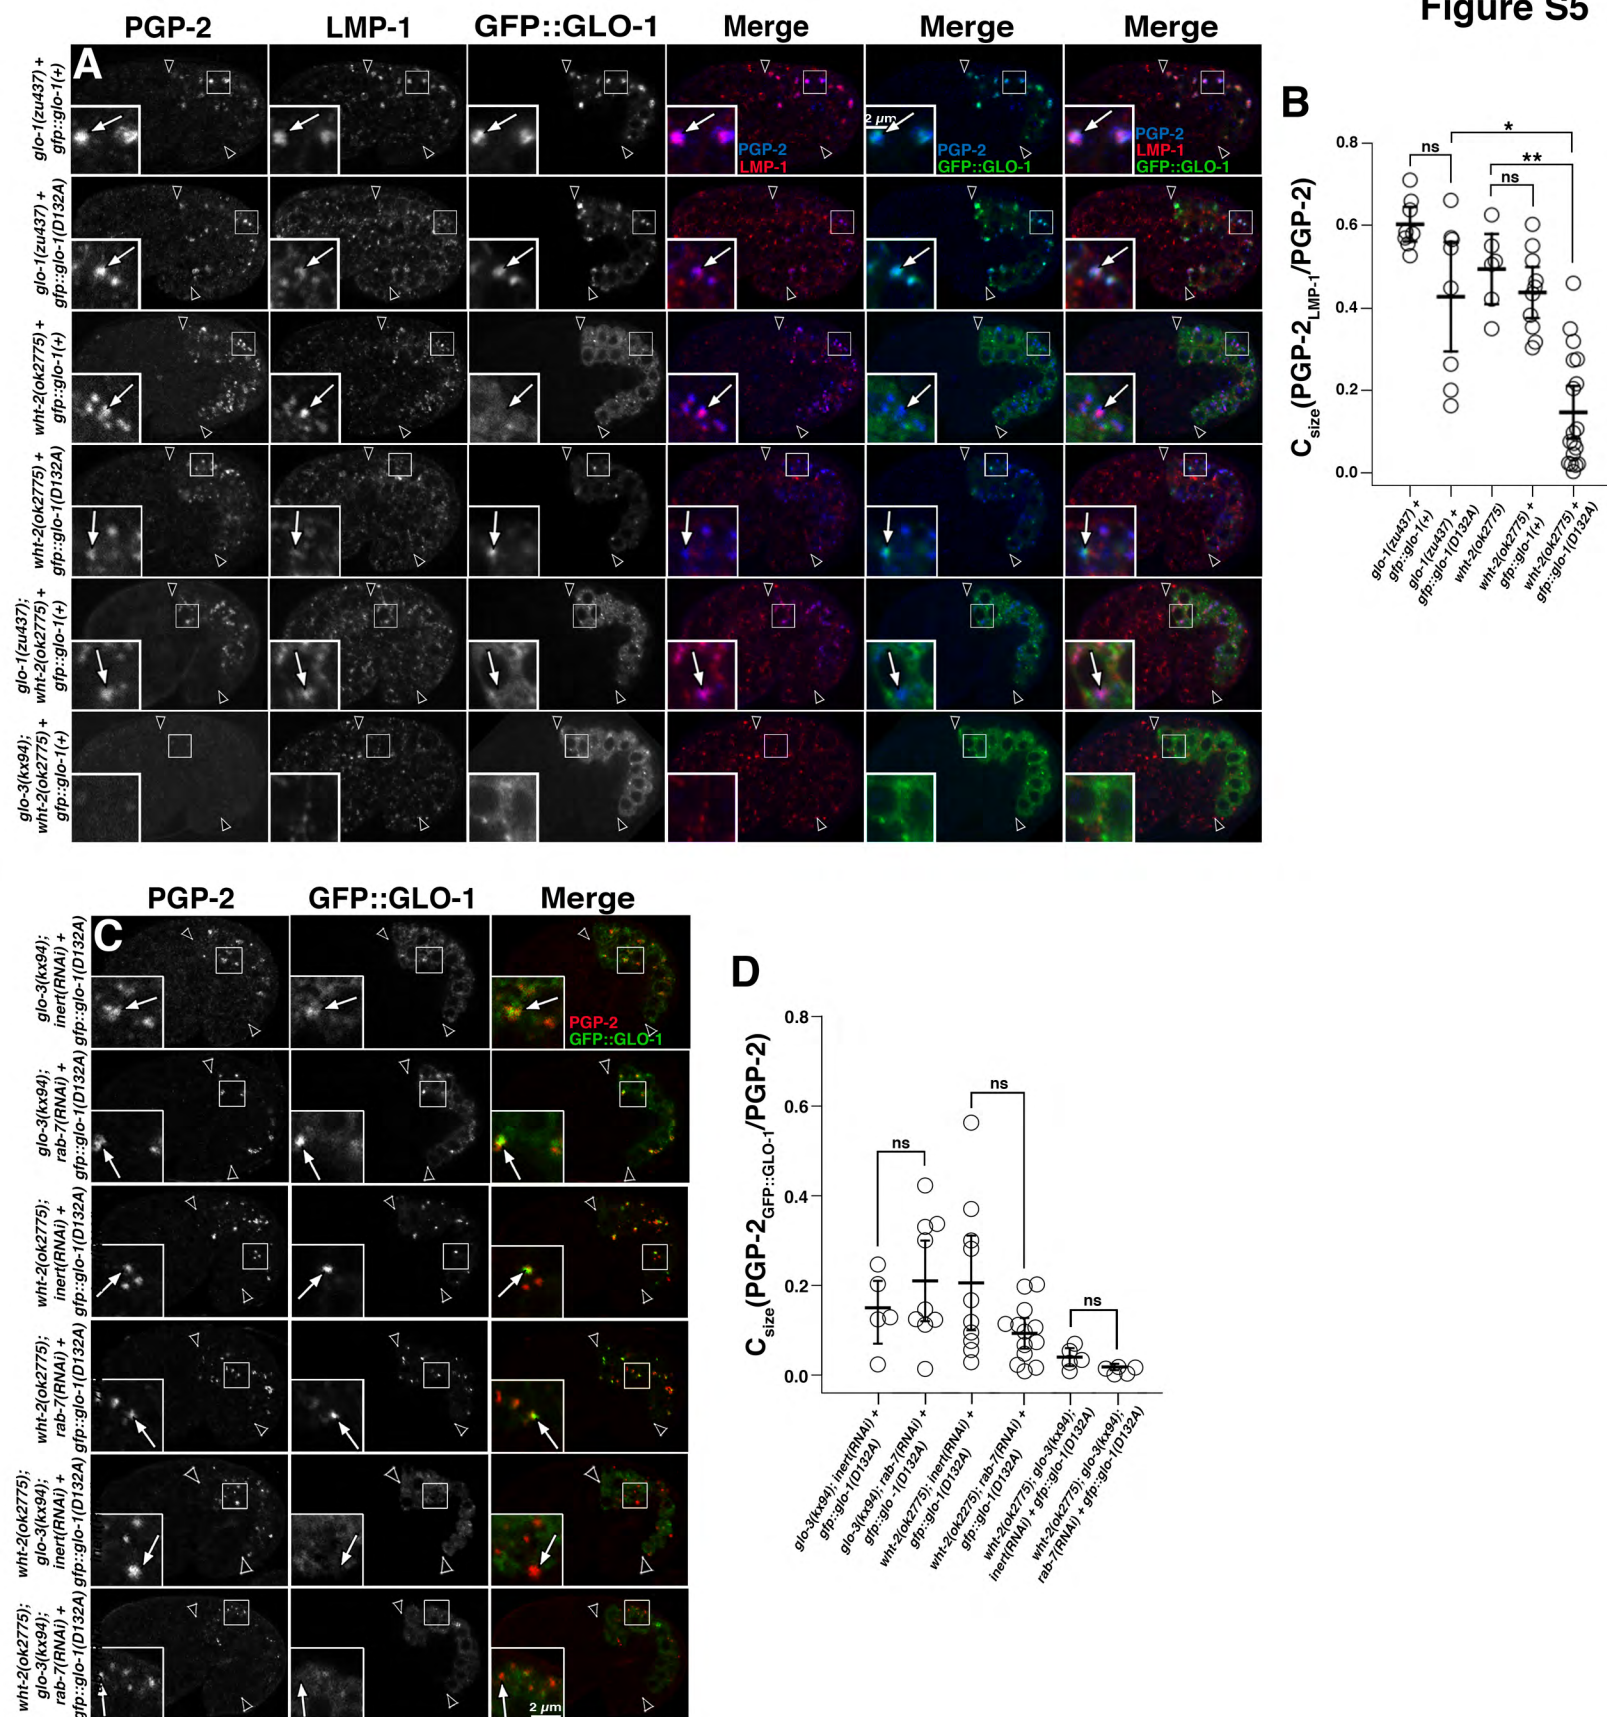 Figure S5
PGP-2 LMP-1 GFP::GLO-1 Merge Merge Merge
A
glo-1(zu437) +
gfp::glo-1(+)
PGP-2
LMP-1
2 µm
PGP-2
GFP::GLO-1
PGP-2
LMP-1
GFP::GLO-1
glo-1(zu437) +
gfp::glo-1(D132A)
wht-2(ok2775) +
gfp::glo-1(+)
wht-2(ok2775) +
gfp::glo-1(D132A)
glo-1(zu437);
wht-2(ok2775) +
gfp::glo-1(+)
glo-3(kx94);
wht-2(ok2775) +
gfp::glo-1(+)
B
Csize(PGP-2LMP-1/PGP-2)
0.8
0.6
0.4
0.2
0.0
ns
*
**
ns
glo-1(zu437) +
gfp::glo-1(+)
glo-1(zu437) +
gfp::glo-1(D132A)
wht-2(ok2775)
wht-2(ok2775) +
gfp::glo-1(+)
wht-2(ok2775) +
gfp::glo-1(D132A)
PGP-2 GFP::GLO-1 Merge
C
glo-3(kx94);
inert(RNAi) +
gfp::glo-1(D132A)
PGP-2
GFP::GLO-1
glo-3(kx94);
rab-7(RNAi) +
gfp::glo-1(D132A)
wht-2(ok2775);
inert(RNAi) +
gfp::glo-1(D132A)
wht-2(ok2775);
rab-7(RNAi) +
gfp::glo-1(D132A)
wht-2(ok2775);
glo-3(kx94);
inert(RNAi) +
gfp::glo-1(D132A)
wht-2(ok2775);
glo-3(kx94);
rab-7(RNAi) +
gfp::glo-1(D132A)
2 µm
D
Csize(PGP-2GFP::GLO-1/PGP-2)
0.8
0.6
0.4
0.2
0.0
ns
ns
ns
glo-3(kx94); inert(RNAi) +
gfp::glo-1(D132A)
glo-3(kx94); rab-7(RNAi) +
gfp::glo-1(D132A)
wht-2(ok2775); inert(RNAi) +
gfp::glo-1(D132A)
wht-2(ok2275); rab-7(RNAi) +
gfp::glo-1(D132A)
wht-2(ok2775); glo-3(kx94);
inert(RNAi) + gfp::glo-1(D132A)
wht-2(ok2775); glo-3(kx94);
rab-7(RNAi) + gfp::glo-1(D132A)